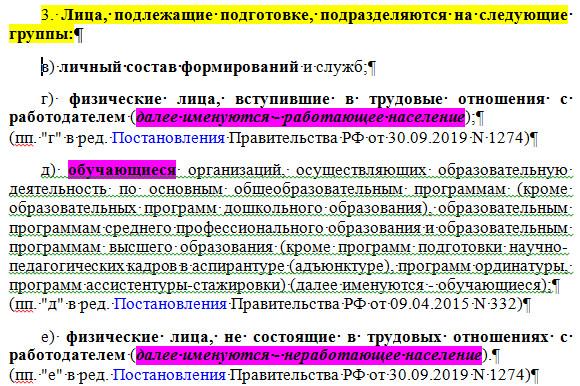 3. Лица, подлежащие подготовке, подразделяются на следующие
группы:¶
в) личный состав формирований и служб;¶
г) физические лица, вступившие в трудовые отношения с
работодателем (далее именуются - работающее население);¶
(пп. "г" в ред. Постановления Правительства РФ от 30.09.2019 N 1274)¶
д) обучающиеся организаций, осуществляющих образовательную
деятельность по основным общеобразовательным программам (кроме
образовательных программ дошкольного образования), образовательным
программам среднего профессионального образования и образовательным
программам высшего образования (кроме программ подготовки научно-
педагогических кадров в аспирантуре (адъюнктуре), программ ординатуры,
программ ассистентуры-стажировки) (далее именуются - обучающиеся);¶
(пп. "д" в ред. Постановления Правительства РФ от 09.04.2015 N 332)¶
е) физические лица, не состоящие в трудовых отношениях с
работодателем (далее именуются - неработающее население).¶
(пп. "е" в ред. Постановления Правительства РФ от 30.09.2019 N 1274)¶